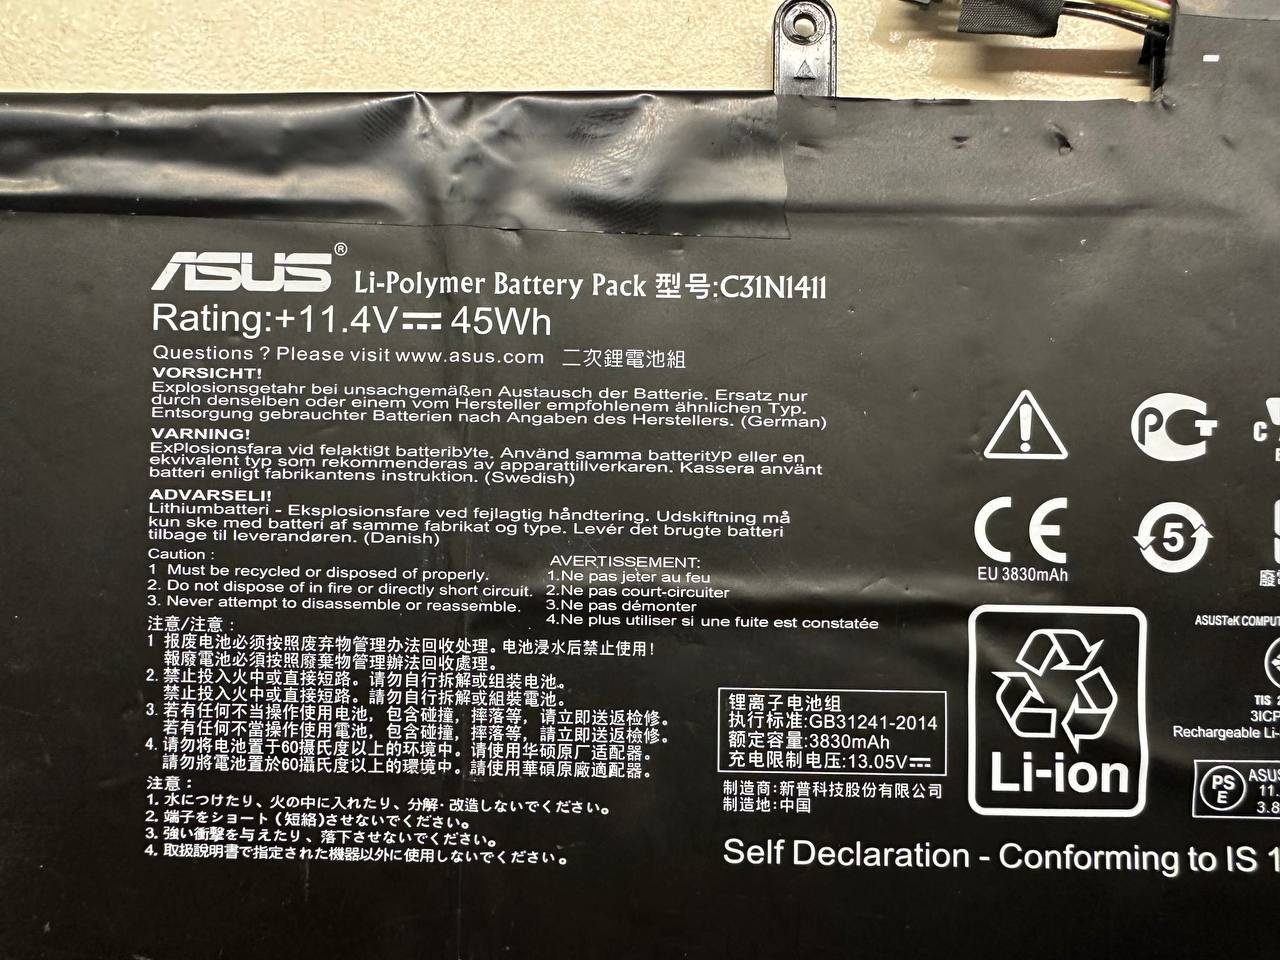 ASUS® Li-Polymer Battery Pack 型号:C31N1411
Rating:+11.4V⎓ 45Wh
Questions ? Please visit www.asus.com 二次鋰電池組
VORSICHT!
Explosionsgetahr bei unsachgemäßen Austausch der Batterie. Ersatz nur
durch denselben oder einem vom Hersteller empfohlenem ähnlichen Typ.
Entsorgung gebrauchter Batterien nach Angaben des Herstellers. (German)
VARNING!
Explosionsfara vid felaktigt batteribyte. Använd samma batterityp eller en
ekvivalent typ som rekommenderas av apparattillverkaren. Kassera använt
batteri enligt fabrikantens instruktion. (Swedish)
ADVARSELI!
Lithiumbatteri - Eksplosionsfare ved fejlagtig håndtering. Udskiftning må
kun ske med batteri af samme fabrikat og type. Levér det brugte batteri
tilbage til leverandøren. (Danish)
Caution :
1 Must be recycled or disposed of properly.
2. Do not dispose of in fire or directly short circuit.
3. Never attempt to disassemble or reassemble.
AVERTISSEMENT:
1.Ne pas jeter au feu
2.Ne pas court-circuiter
3.Ne pas démonter
4.Ne plus utiliser si une fuite est constatée
注意/注意 :
1 报废电池必须按照废弃物管理办法回收处理。电池浸水后禁止使用!
報廢電池必須按照廢棄物管理辦法回收處理。
2. 禁止投入火中或直接短路。请勿自行拆解或组装电池。
禁止投入火中或直接短路。請勿自行拆解或組裝電池。
3. 若有任何不当操作使用电池, 包含碰撞, 摔落等, 请立即送返检修。
若有任何不當操作使用電池, 包含碰撞, 摔落等, 請立即送返檢修。
4. 请勿将电池置于60攝氏度以上的环境中。请使用华硕原厂适配器。
請勿將電池置於60攝氏度以上的環境中。請使用華碩原廠適配器。
注意 :
1. 水につけたり、火の中に入れたり、分解・改造しないでください。
2. 端子をショート(短絡)させないでください。
3. 強い衝撃を与えたり、落下させないでください。
4. 取扱説明書で指定された機器以外に使用しないでください。
锂离子电池组
执行标准:GB31241-2014
额定容量:3830mAh
充电限制电压:13.05V⎓
制造商:新普科技股份有限公司
制造地:中国
PCT
C
CE
EU 3830mAh
5
廢
Li-ion
ASUSTeK COMPUT
TIS
3ICP
Rechargeable Li-
PSE
ASUS
11.
3.8
Self Declaration - Conforming to IS 1